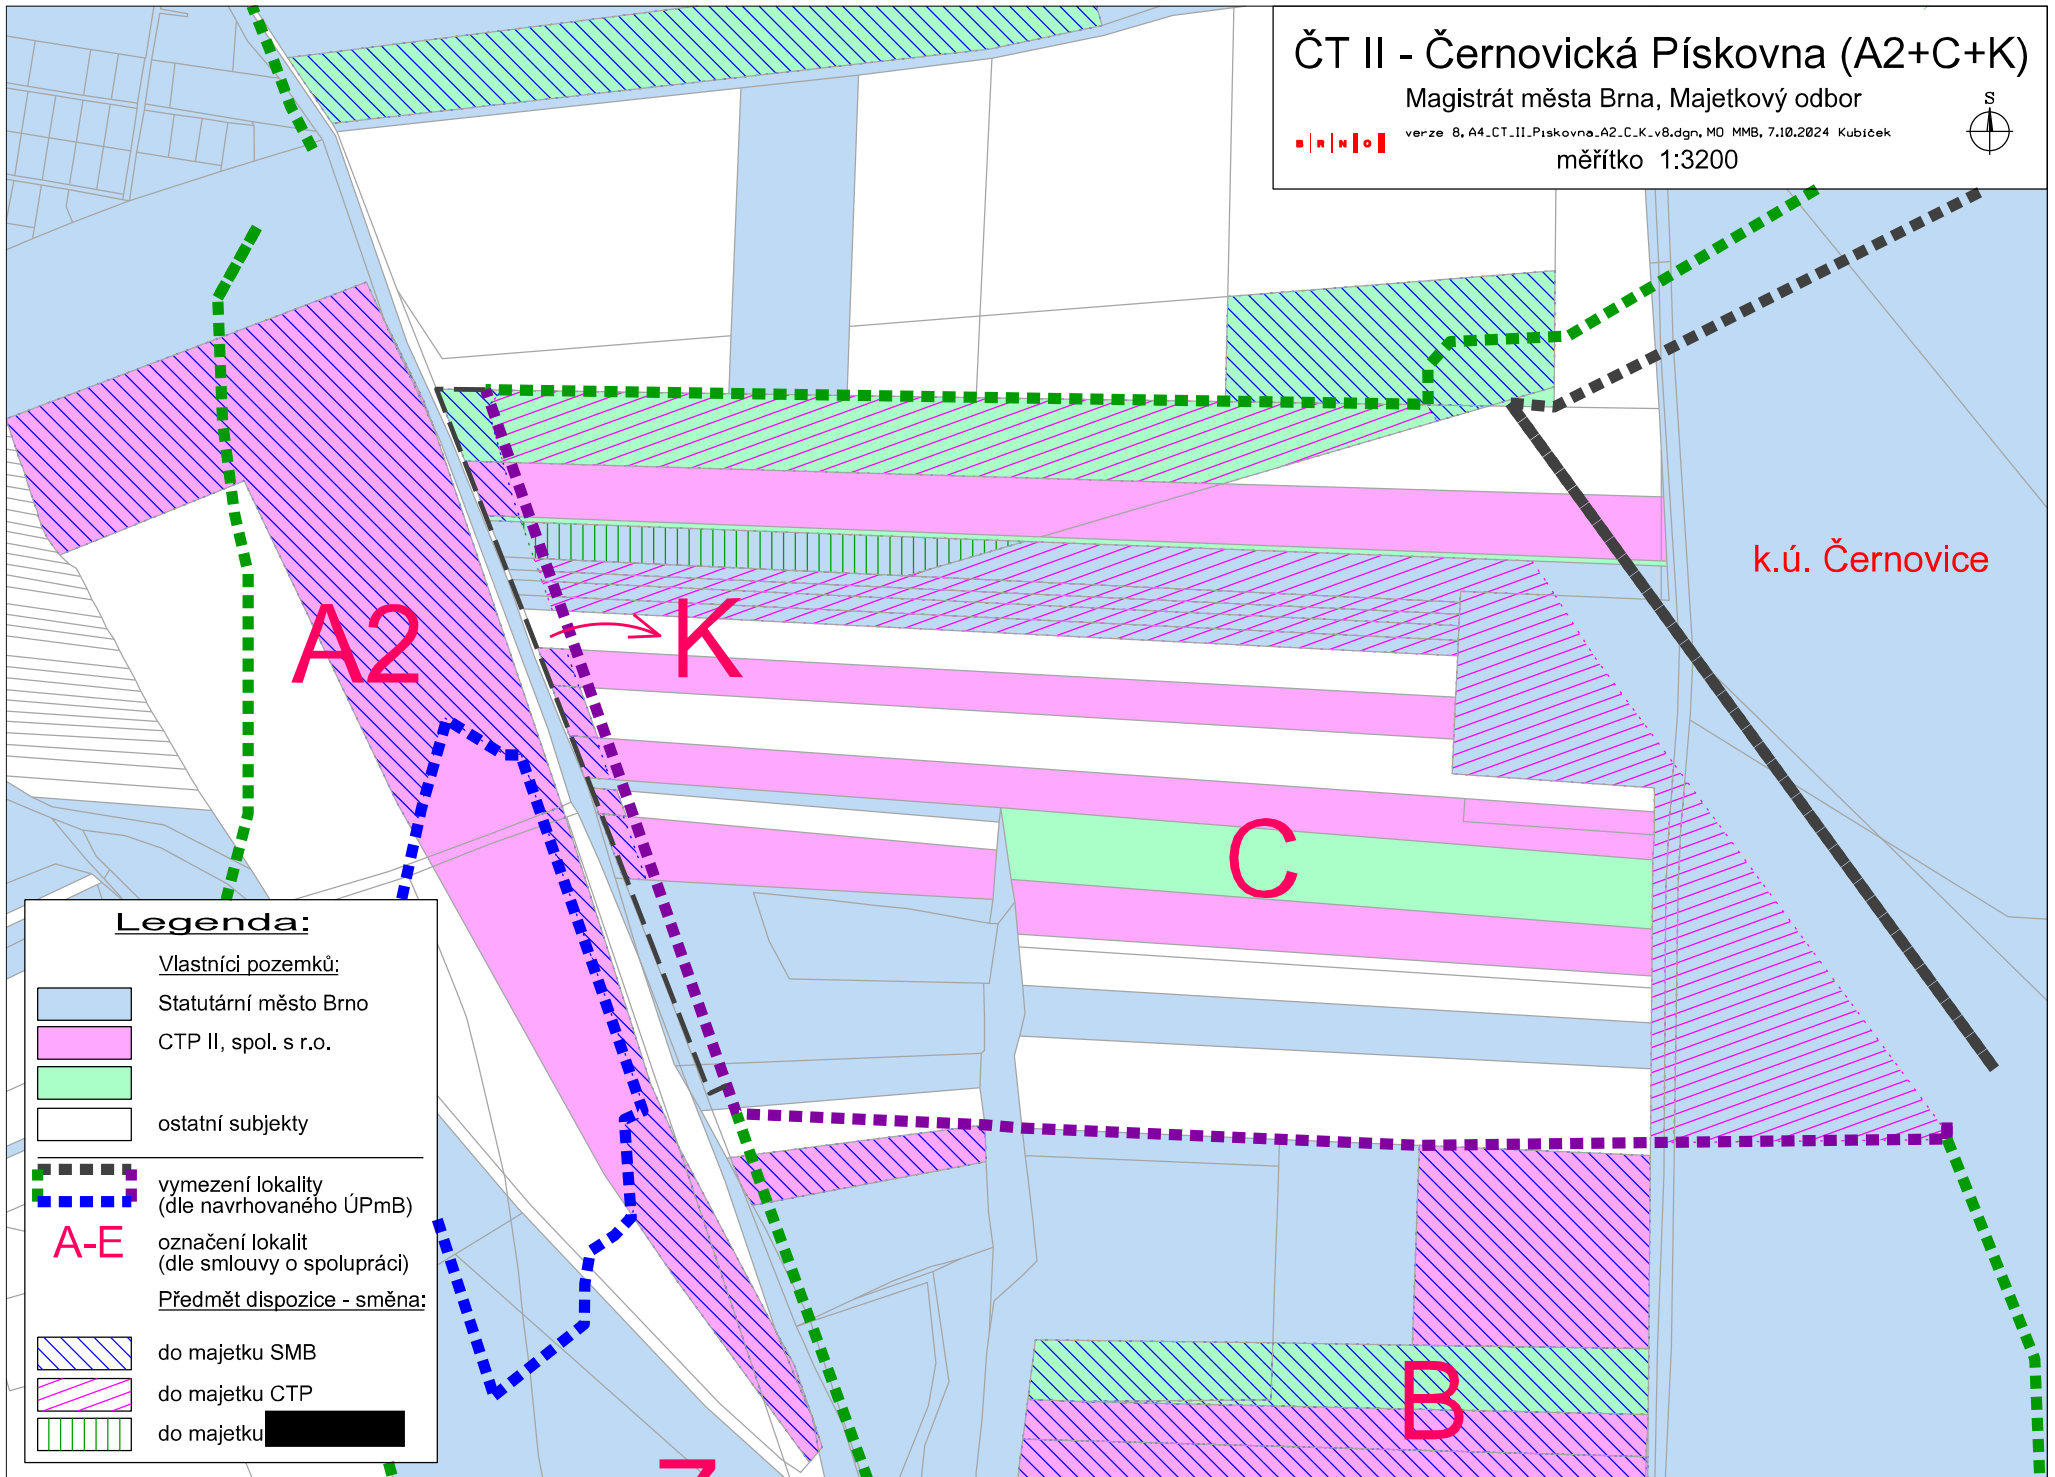 ČT II - Černovická Pískovna (A2+C+K)
Magistrát města Brna, Majetkový odbor
verze 8, A4_CT_II_Piskovna_A2_C_K_v8.dgn, MO MMB, 7.10.2024 Kubíček
BRNO
měřítko 1:3200
S
k.ú. Černovice
A2
K
C
B
Legenda:
Vlastníci pozemků:
Statutární město Brno
CTP II, spol. s r.o.
ostatní subjekty
vymezení lokality
(dle navrhovaného ÚPmB)
A-E
označení lokalit
(dle smlouvy o spolupráci)
Předmět dispozice - směna:
do majetku SMB
do majetku CTP
do majetku